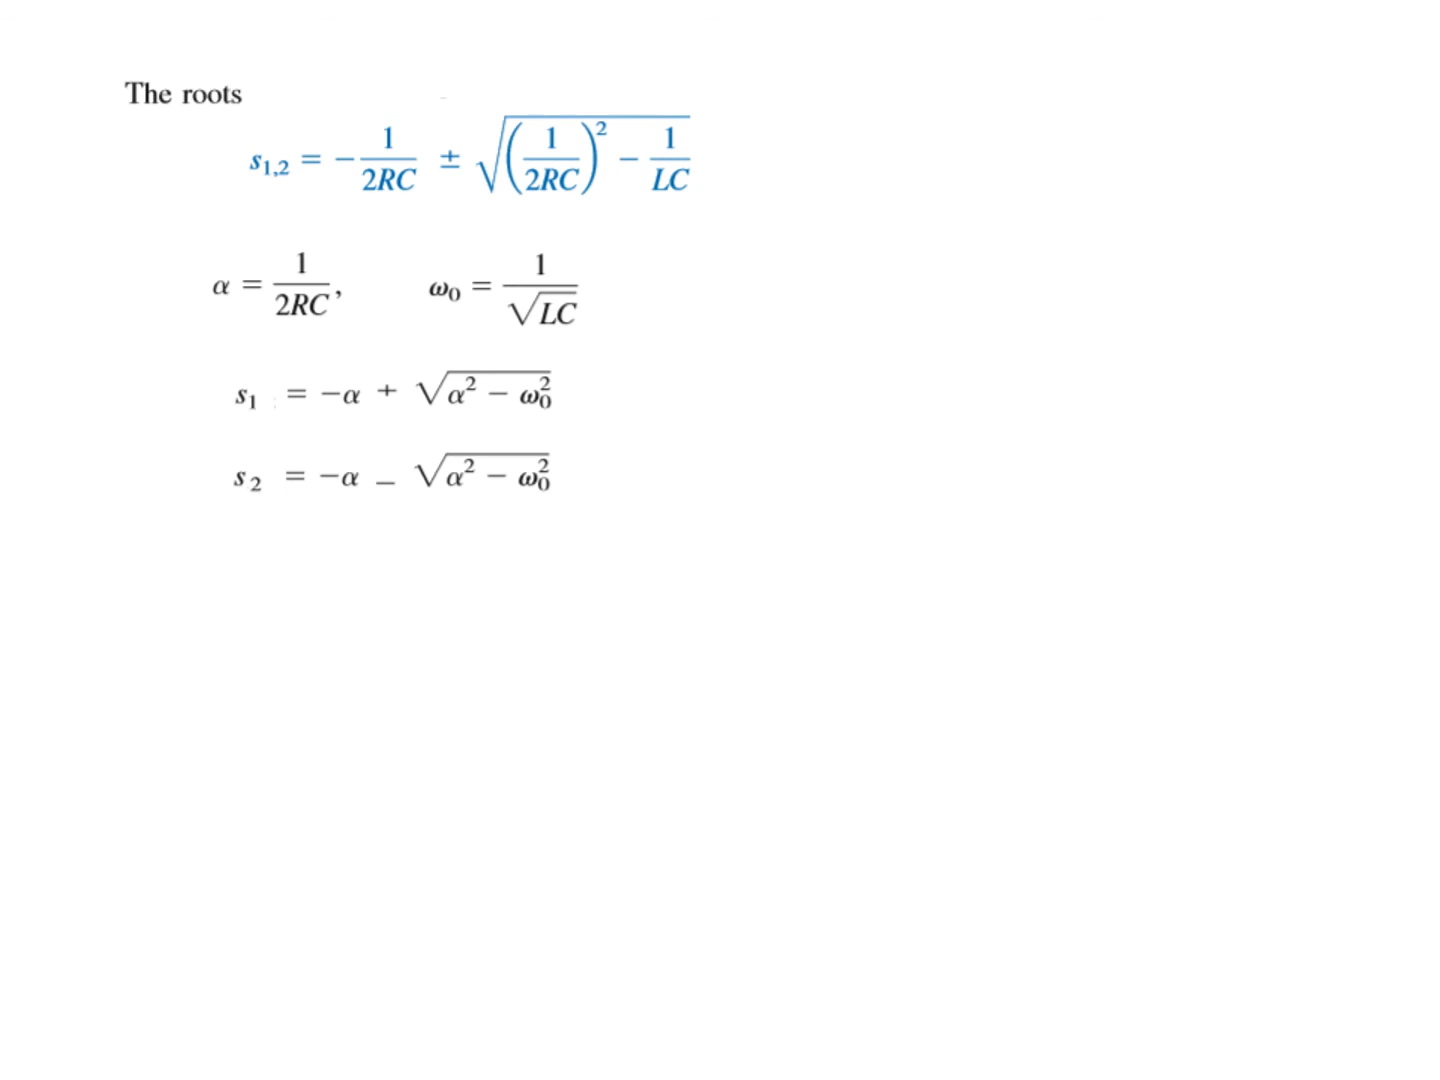 The roots
s₁,₂ = −1/2RC ± √((1/2RC)² − 1/LC)
α = 1/2RC,   ω₀ = 1/√LC
s₁ = −α + √(α² − ω₀²)
s₂ = −α − √(α² − ω₀²)